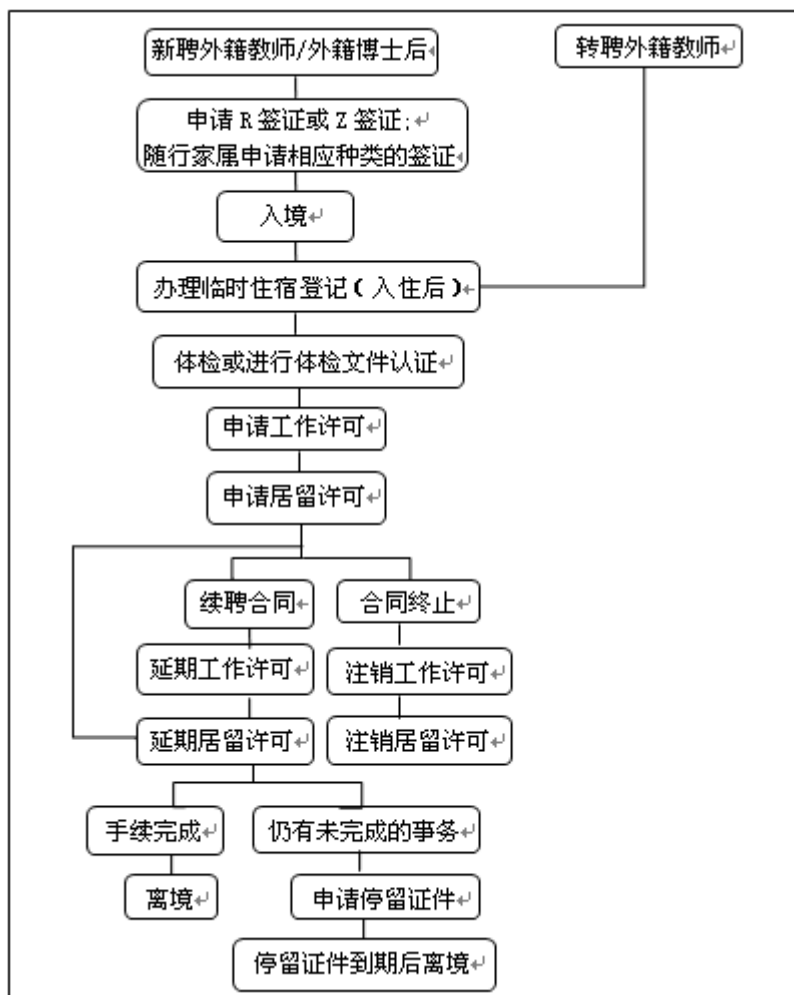 新聘外籍教师/外籍博士后
转聘外籍教师
申请 R 签证或 Z 签证;
随行家属申请相应种类的签证
入境
办理临时住宿登记(入住后)
体检或进行体检文件认证
申请工作许可
申请居留许可
续聘合同
合同终止
延期工作许可
注销工作许可
延期居留许可
注销居留许可
手续完成
仍有未完成的事务
离境
申请停留证件
停留证件到期后离境